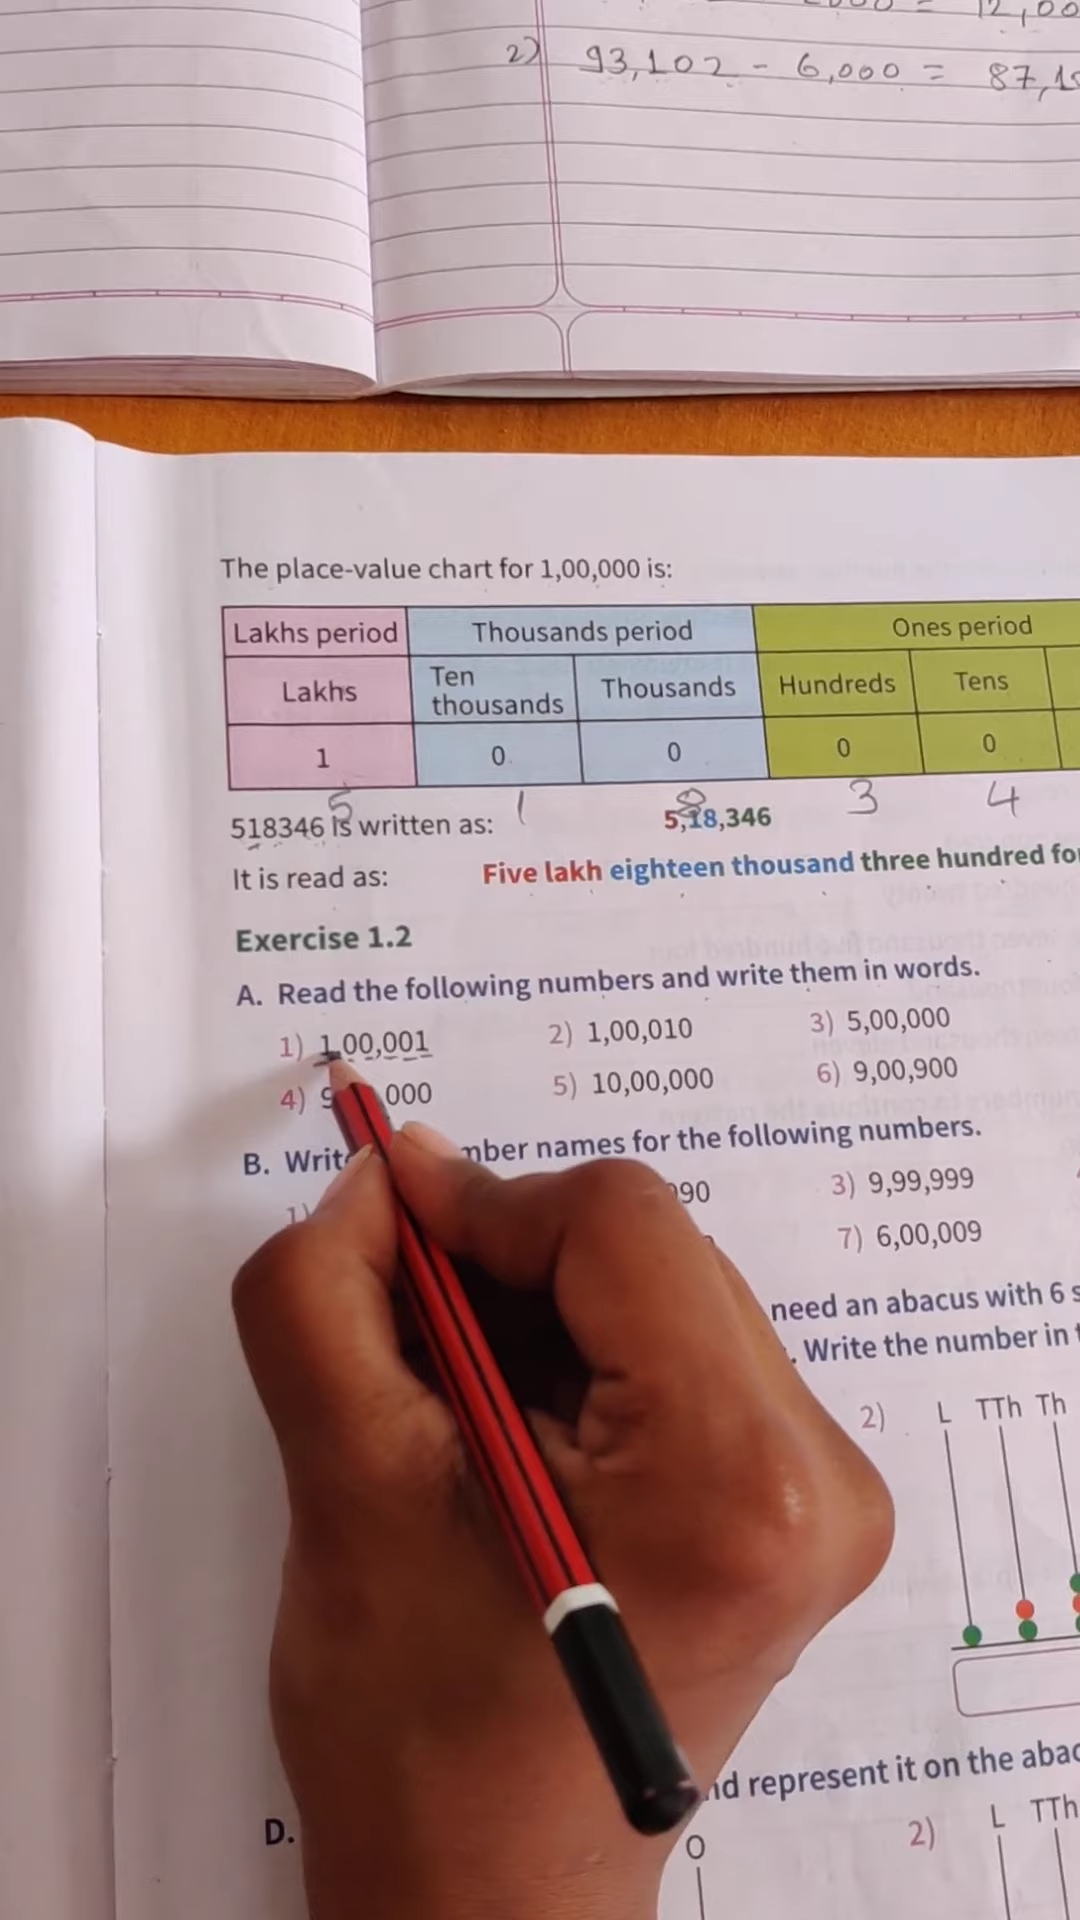 = 12,00
2) 93,102 - 6,000 = 87,1
The place-value chart for 1,00,000 is:
Lakhs period Thousands period Ones period
Lakhs Ten thousands Thousands Hundreds Tens
1 0 0 0 0
5 1 8 3 4
518346 is written as: 5,18,346
It is read as: Five lakh eighteen thousand three hundred fo
Exercise 1.2
A. Read the following numbers and write them in words.
1) 1,00,001 2) 1,00,010 3) 5,00,000
4) 9 000 5) 10,00,000 6) 9,00,900
B. Writ mber names for the following numbers.
1) 90 3) 9,99,999
7) 6,00,009
need an abacus with 6 s
. Write the number in t
2) L TTh Th
nd represent it on the abac
D. O 2) L TTh